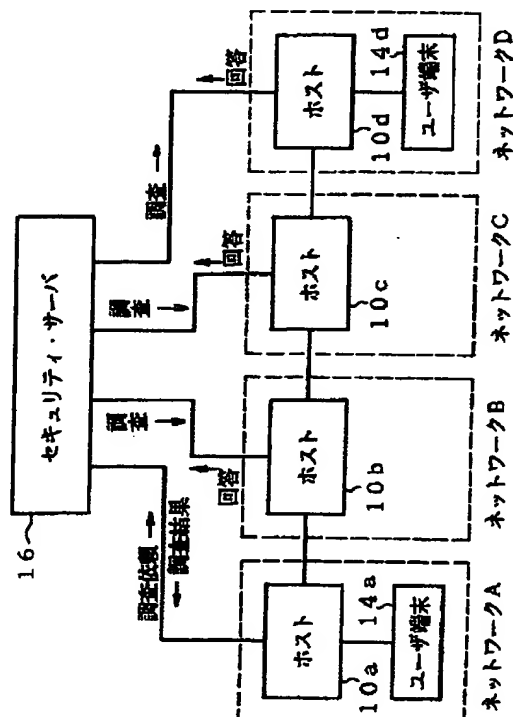 セキュリティ・サーバ
16
調査依頼
調査結果
調査
回答
調査
回答
調査
回答
ホスト
10a
ユーザ端末
14a
ネットワークA
ホスト
10b
ネットワークB
ホスト
10c
ネットワークC
ホスト
10d
ユーザ端末
14d
ネットワークD